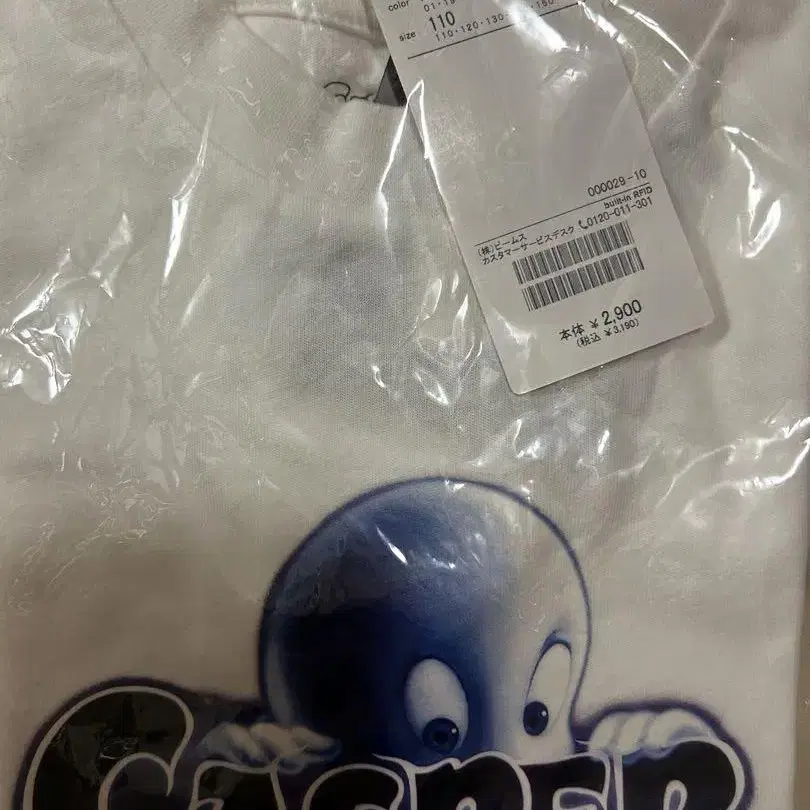 color
size 110
000029-10
built-in RFID
(株)ビームス
カスタマーサービスデスク 0120-011-301
本体 ¥2,900
(税込 ¥3,190)
CASPER